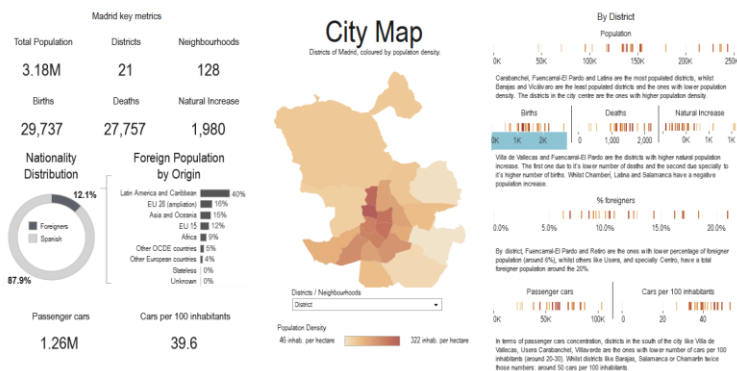 Madrid key metrics
Total Population
Districts
Neighbourhoods
3.18M
21
128
Births
Deaths
Natural Increase
29,737
27,757
1,980
Nationality
Distribution
12.1%
Foreigners
Spanish
87.9%
Foreign Population
by Origin
Latin America and Caribbean 40%
EU 28 (ampliation) 16%
Asia and Oceania 15%
EU 15 12%
Africa 9%
Other OCDE countries 5%
Other European countries 4%
Stateless 0%
Unknown 0%
Passenger cars
Cars per 100 inhabitants
1.26M
39.6
City Map
Districts of Madrid, coloured by population density.
Districts / Neighbourhoods
District
Population Density
46 inhab. per hectare
322 inhab. per hectare
By District
Population
0K 50K 100K 150K 200K 250K
Carabanchel, Fuencarral-El Pardo and Latina are the most populated districts, whilst
Barajas and Vicálvaro are the least populated districts and the ones with lower population
density. The districts in the city centre are the ones with higher population density.
Births
Deaths
Natural Increase
0K 1K 2K
0 1,000 2,000
0K 1K 1K
Villa de Vallecas and Fuencarral-El Pardo are the districts with higher natural population
increase. The first one due to it's lower number of deaths and the second due specially to
it's higher number of births. Whilst Chamberí, Latina and Salamanca have a negative
population increase.
% foreigners
0.0% 5.0% 10.0% 15.0% 20.0%
By district, Fuencarral-El Pardo and Retiro are the ones with lower percentage of foreigner
population (around 6%), whilst others like Usera, and specially Centro, have a total
foreigner population around the 20%.
Passenger cars
Cars per 100 inhabitants
0K 50K 100K
0 20 40
In terms of passenger cars concentration, districts in the south of the city like Villa de
Vallecas, Usera Carabanchel, Villaverde are the ones with lower number of cars per 100
inhabitants (around 20-30). Whilst districts like Barajas, Salamanca or Chamartín twice
those numbers: around 50 cars per 100 inhabitants.